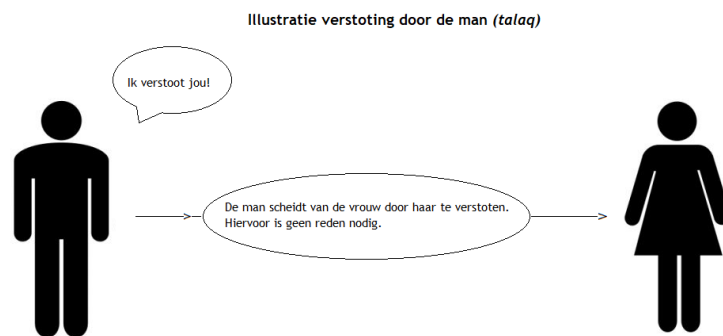 Illustratie verstoting door de man (talaq)
Ik verstoot jou!
De man scheidt van de vrouw door haar te verstoten.
Hiervoor is geen reden nodig.